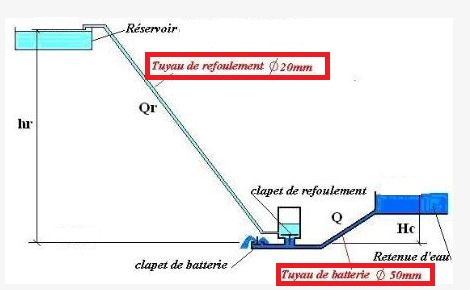 Réservoir
Tuyau de refoulement ∅20mm
Qr
hr
clapet de refoulement
Q
Hc
clapet de batterie
Retenue d'eau
Tuyau de batterie ∅ 50mm